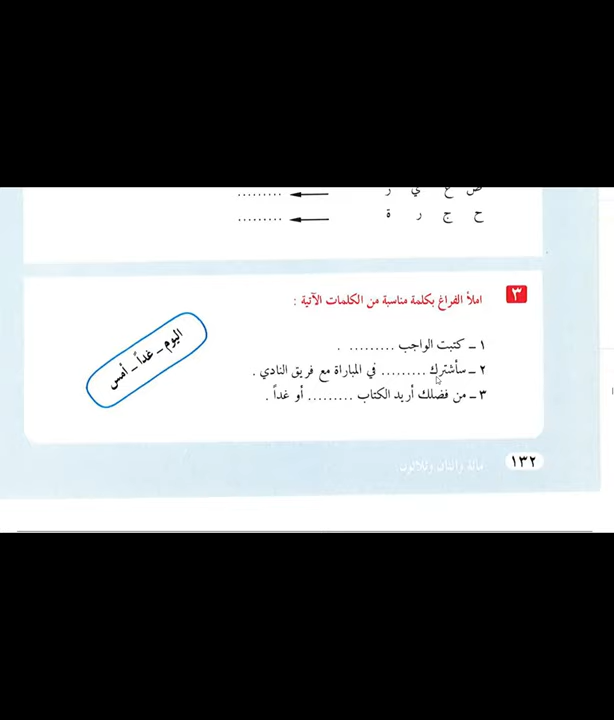 ص غ ي ر ← .........
ح ج ر ة ← .........
٣ املأ الفراغ بكلمة مناسبة من الكلمات الآتية :
اليوم – غداً – أمس
١ – كتبت الواجب ......... .
٢ – سأشترك ......... في المباراة مع فريق النادي .
٣ – من فضلك أريد الكتاب ......... أو غداً .
١٣٢ مائة واثنان وثلاثون